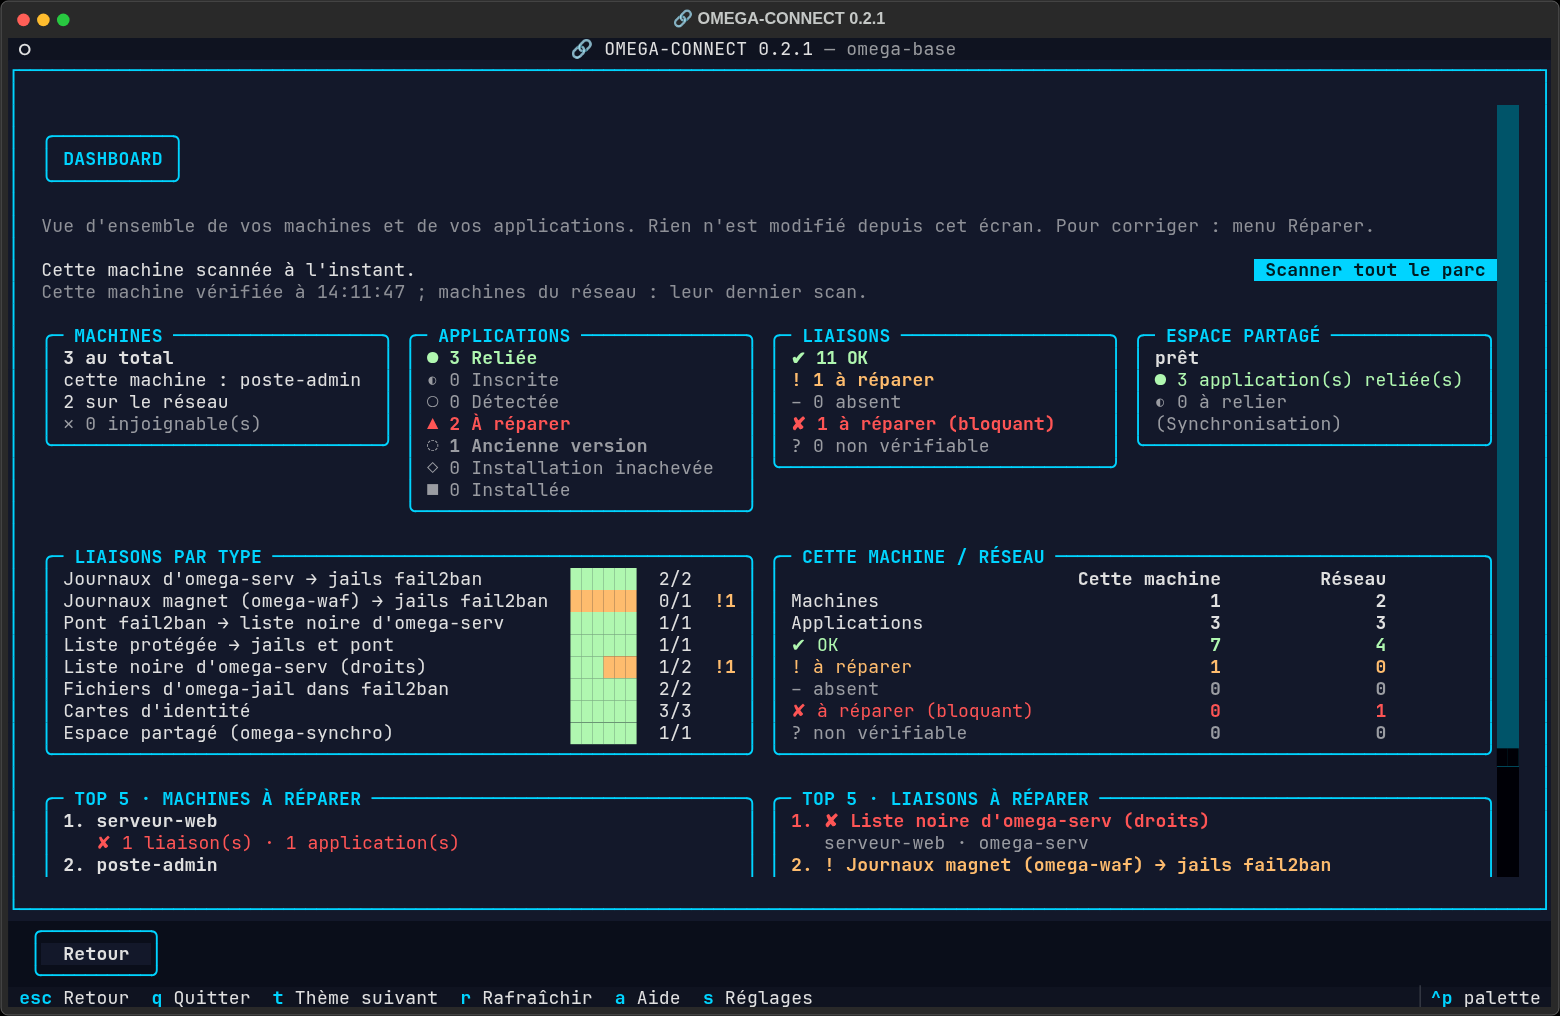 🔗 OMEGA-CONNECT 0.2.1
🔗 OMEGA-CONNECT 0.2.1 — omega-base
DASHBOARD
Vue d'ensemble de vos machines et de vos applications. Rien n'est modifié depuis cet écran. Pour corriger : menu Réparer.
Cette machine scannée à l'instant.
Scanner tout le parc
Cette machine vérifiée à 14:11:47 ; machines du réseau : leur dernier scan.
MACHINES
3 au total
cette machine : poste-admin
2 sur le réseau
× 0 injoignable(s)
APPLICATIONS
● 3 Reliée
◐ 0 Inscrite
○ 0 Détectée
▲ 2 À réparer
◌ 1 Ancienne version
◇ 0 Installation inachevée
■ 0 Installée
LIAISONS
✔ 11 OK
! 1 à réparer
– 0 absent
✘ 1 à réparer (bloquant)
? 0 non vérifiable
ESPACE PARTAGÉ
prêt
● 3 application(s) reliée(s)
◐ 0 à relier
(Synchronisation)
LIAISONS PAR TYPE
Journaux d'omega-serv → jails fail2ban 2/2
Journaux magnet (omega-waf) → jails fail2ban 0/1 !1
Pont fail2ban → liste noire d'omega-serv 1/1
Liste protégée → jails et pont 1/1
Liste noire d'omega-serv (droits) 1/2 !1
Fichiers d'omega-jail dans fail2ban 2/2
Cartes d'identité 3/3
Espace partagé (omega-synchro) 1/1
CETTE MACHINE / RÉSEAU
Cette machine Réseau
Machines 1 2
Applications 3 3
✔ OK 7 4
! à réparer 1 0
– absent 0 0
✘ à réparer (bloquant) 0 1
? non vérifiable 0 0
TOP 5 · MACHINES À RÉPARER
1. serveur-web
✘ 1 liaison(s) · 1 application(s)
2. poste-admin
TOP 5 · LIAISONS À RÉPARER
1. ✘ Liste noire d'omega-serv (droits)
serveur-web · omega-serv
2. ! Journaux magnet (omega-waf) → jails fail2ban
Retour
esc Retour q Quitter t Thème suivant r Rafraîchir a Aide s Réglages ^p palette